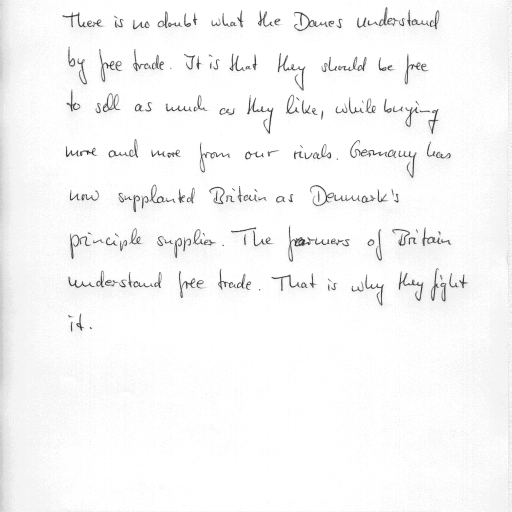 There is no doubt what the Danes understand
by free trade. It is that they should be free
to sell as much as they like, while buying
more and more from our rivals. Germany has
now supplanted Britain as Denmark's
principle supplier. The farmers of Britain
understand free trade. That is why they fight
it.